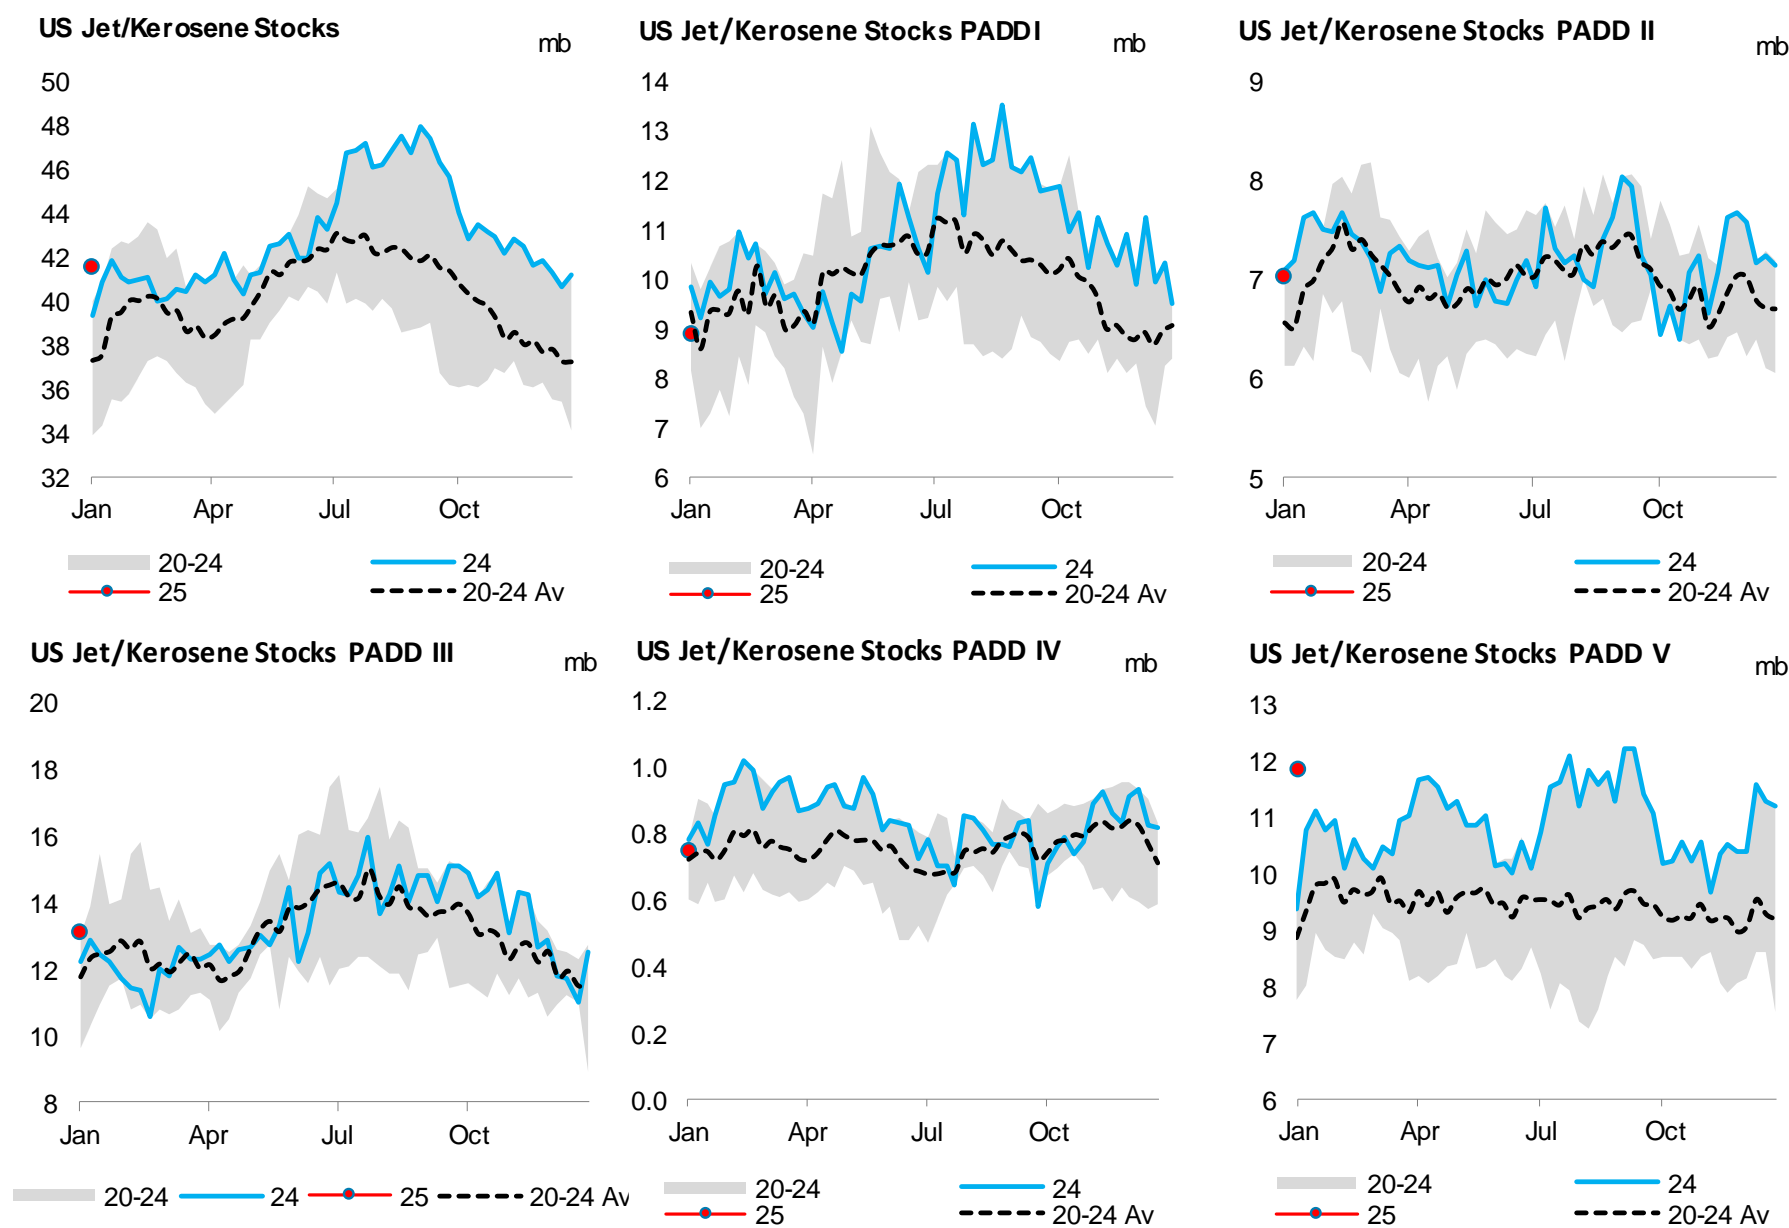 US Jet/Kerosene Stocks
mb
50
48
46
44
42
40
38
36
34
32
Jan Apr Jul Oct
20-24 24
25 20-24 Av
US Jet/Kerosene Stocks PADD I
mb
14
13
12
11
10
9
8
7
6
Jan Apr Jul Oct
20-24 24
25 20-24 Av
US Jet/Kerosene Stocks PADD II
mb
9
8
7
6
5
Jan Apr Jul Oct
20-24 24
25 20-24 Av
US Jet/Kerosene Stocks PADD III
mb
20
18
16
14
12
10
8
Jan Apr Jul Oct
20-24 24 25 20-24 Av
US Jet/Kerosene Stocks PADD IV
mb
1.2
1.0
0.8
0.6
0.4
0.2
0.0
Jan Apr Jul Oct
20-24 24
25 20-24 Av
US Jet/Kerosene Stocks PADD V
mb
13
12
11
10
9
8
7
6
Jan Apr Jul Oct
20-24 24
25 20-24 Av